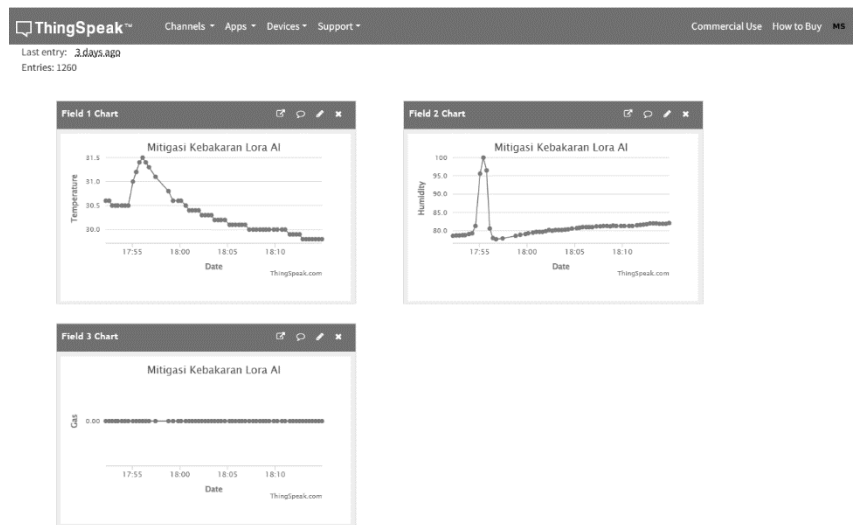 ThingSpeak™ Channels Apps Devices Support Commercial Use How to Buy MS
Last entry: 3 days ago
Entries: 1260
Field 1 Chart
Mitigasi Kebakaran Lora AI
Temperature
31.5
31.0
30.5
30.0
17:55 18:00 18:05 18:10
Date
ThingSpeak.com
Field 2 Chart
Mitigasi Kebakaran Lora AI
Humidity
100
95.0
90.0
85.0
80.0
17:55 18:00 18:05 18:10
Date
ThingSpeak.com
Field 3 Chart
Mitigasi Kebakaran Lora AI
Gas
0.00
17:55 18:00 18:05 18:10
Date
ThingSpeak.com